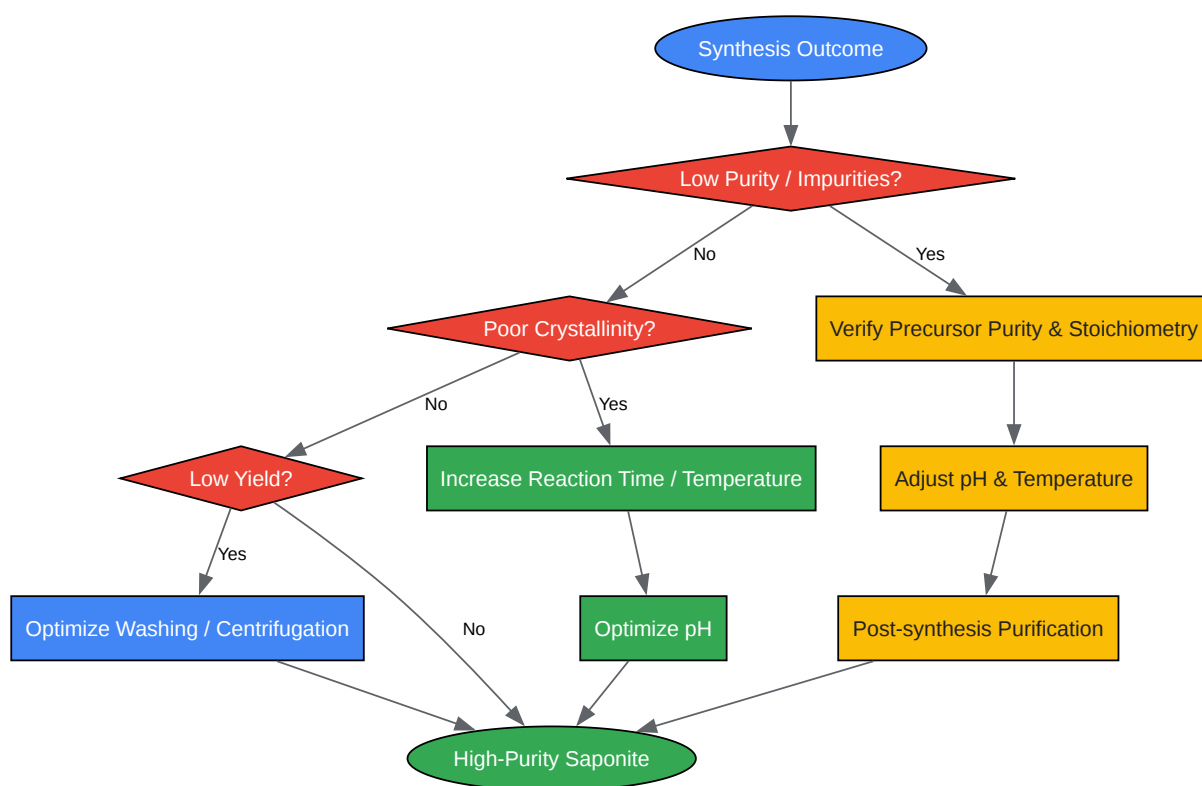 Synthesis Outcome
Low Purity / Impurities?
No
Yes
Poor Crystallinity?
Verify Precursor Purity & Stoichiometry
No
Yes
Low Yield?
Increase Reaction Time / Temperature
Adjust pH & Temperature
Yes
No
Optimize Washing / Centrifugation
Optimize pH
Post-synthesis Purification
High-Purity Saponite